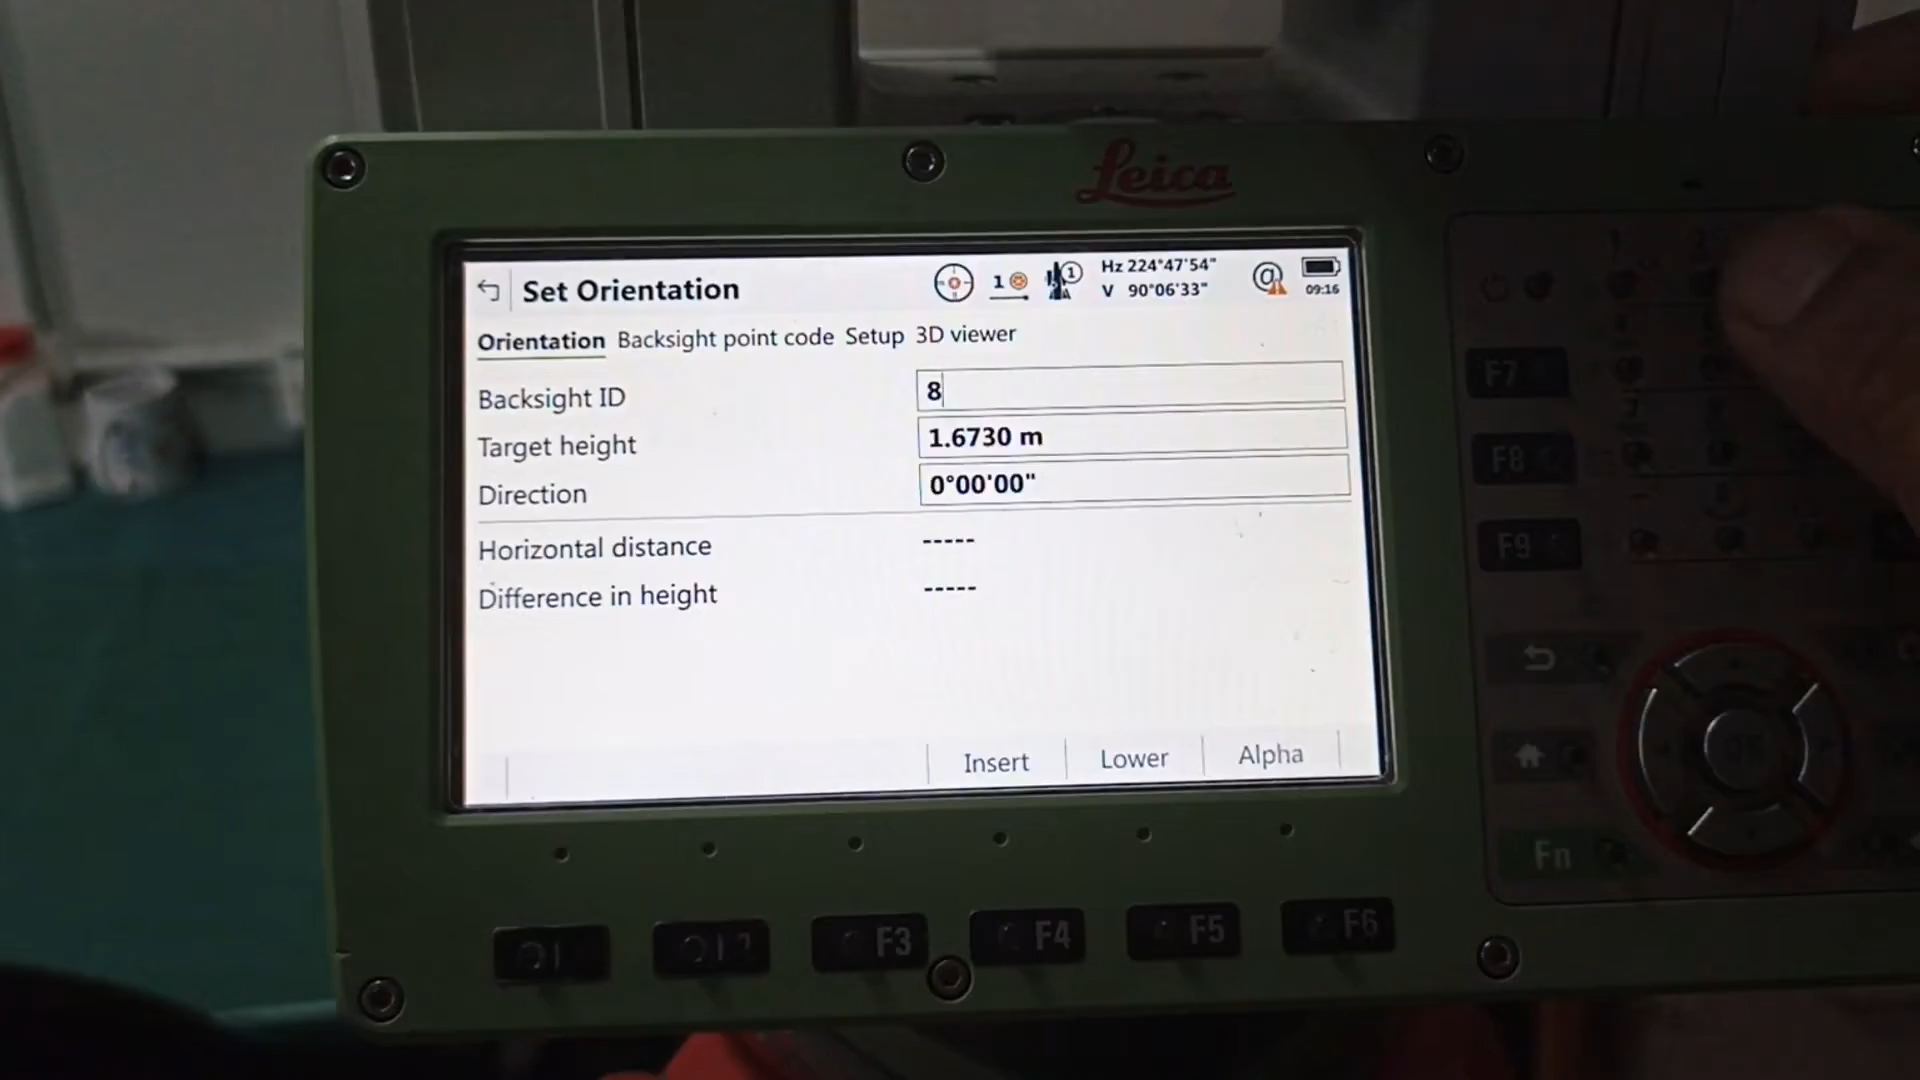 Leica
Set Orientation
1
1
Hz 224°47'54"
V 90°06'33"
@
09:16
Orientation Backsight point code Setup 3D viewer
Backsight ID 8
Target height 1.6730 m
Direction 0°00'00"
Horizontal distance -----
Difference in height -----
Insert Lower Alpha
F3 F4 F5 F6
F7
F8
F9
Fn